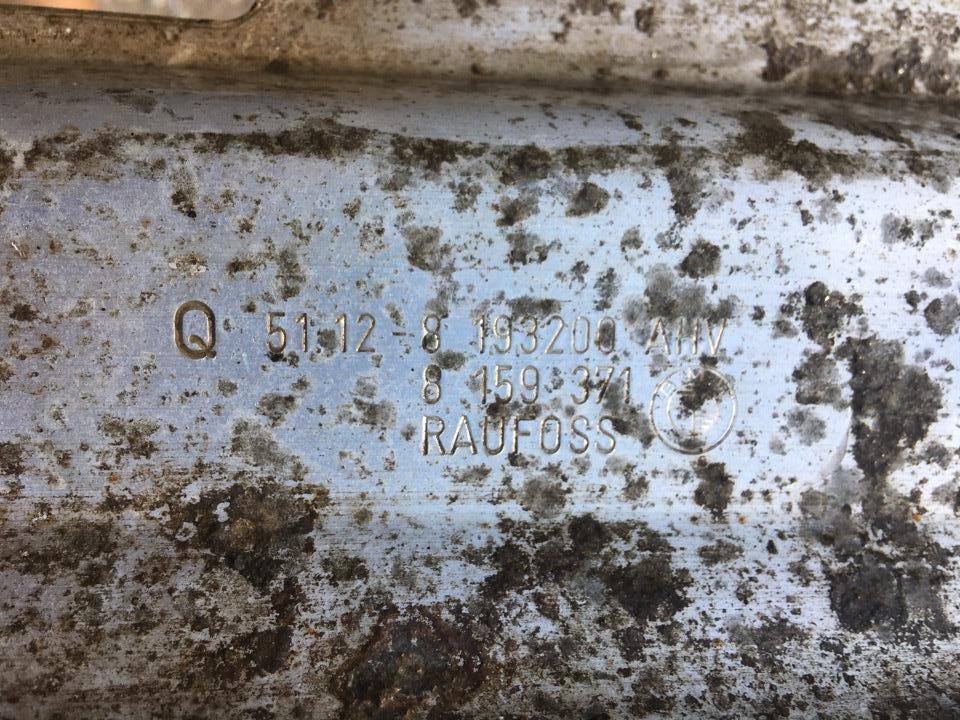 Q 51.12-8 193200 AHV
8 159 371
RAUFOSS